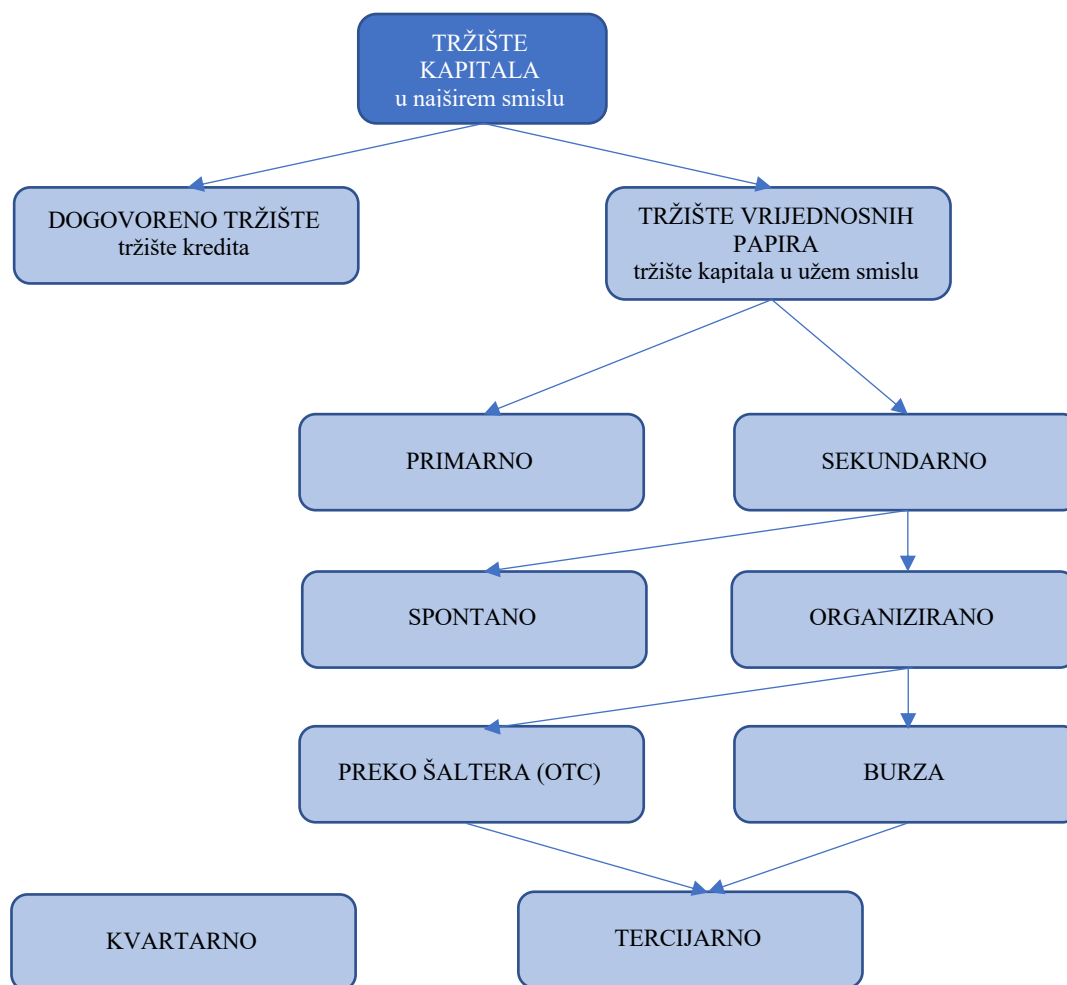 TRŽIŠTE
KAPITALA
u najširem smislu
DOGOVORENO TRŽIŠTE
tržište kredita
TRŽIŠTE VRIJEDNOSNIH
PAPIRA
tržište kapitala u užem smislu
PRIMARNO
SEKUNDARNO
SPONTANO
ORGANIZIRANO
PREKO ŠALTERA (OTC)
BURZA
KVARTARNO
TERCIJARNO